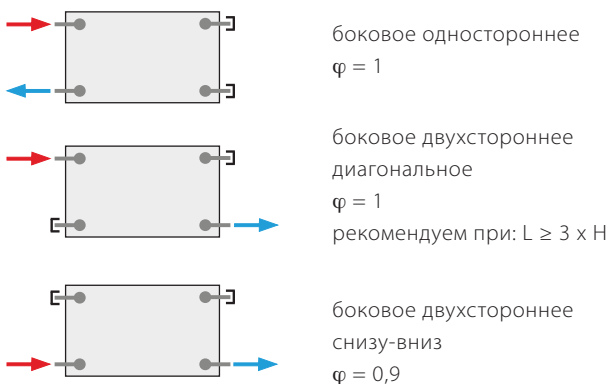 боковое одностороннее
φ = 1
боковое двухстороннее
диагональное
φ = 1
рекомендуем при: L ≥ 3 x H
боковое двухстороннее
снизу-вниз
φ = 0,9